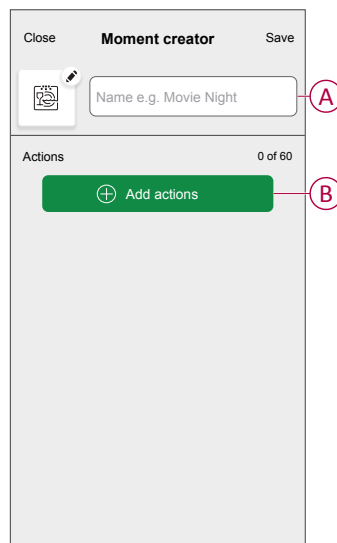 Close Moment creator Save
Name e.g. Movie Night
A
Actions 0 of 60
Add actions
B